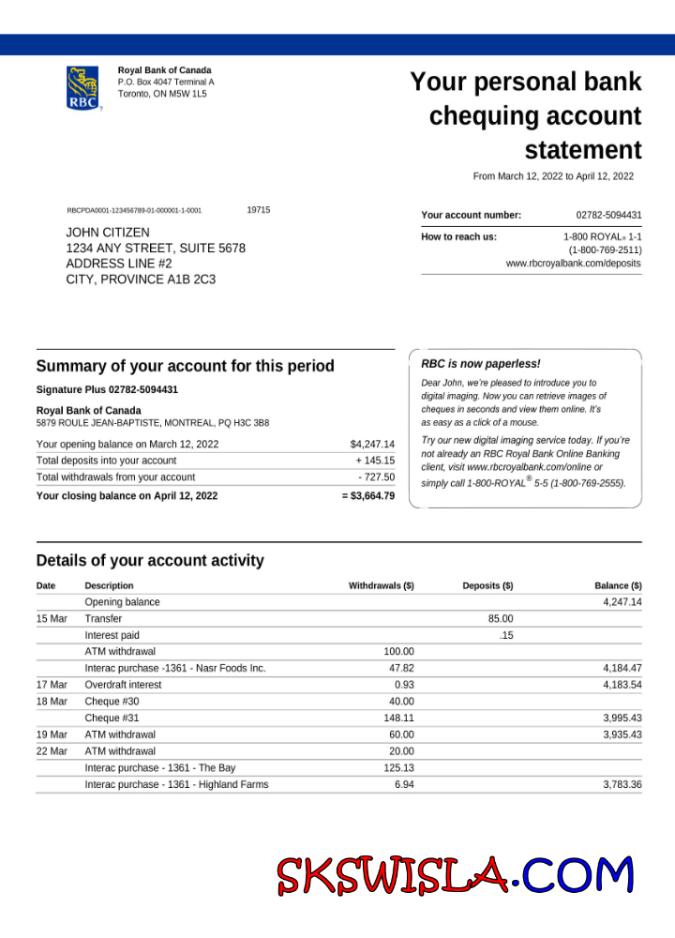 Royal Bank of Canada
P.O. Box 4047 Terminal A
Toronto, ON M5W 1L5
RBC
Your personal bank
chequing account
statement
From March 12, 2022 to April 12, 2022
RBCPDA0001-123456789-01-000001-1-0001 19715
JOHN CITIZEN
1234 ANY STREET, SUITE 5678
ADDRESS LINE #2
CITY, PROVINCE A1B 2C3
Your account number: 02782-5094431
How to reach us: 1-800 ROYAL® 1-1
(1-800-769-2511)
www.rbcroyalbank.com/deposits
Summary of your account for this period
Signature Plus 02782-5094431
Royal Bank of Canada
5879 ROULE JEAN-BAPTISTE, MONTREAL, PQ H3C 3B8
Your opening balance on March 12, 2022 $4,247.14
Total deposits into your account + 145.15
Total withdrawals from your account - 727.50
Your closing balance on April 12, 2022 = $3,664.79
RBC is now paperless!
Dear John, we're pleased to introduce you to
digital imaging. Now you can retrieve images of
cheques in seconds and view them online. It's
as easy as a click of a mouse.
Try our new digital imaging service today. If you're
not already an RBC Royal Bank Online Banking
client, visit www.rbcroyalbank.com/online or
simply call 1-800-ROYAL® 5-5 (1-800-769-2555).
Details of your account activity
Date Description Withdrawals ($) Deposits ($) Balance ($)
Opening balance 4,247.14
15 Mar Transfer 85.00
Interest paid .15
ATM withdrawal 100.00
Interac purchase -1361 - Nasr Foods Inc. 47.82 4,184.47
17 Mar Overdraft interest 0.93 4,183.54
18 Mar Cheque #30 40.00
Cheque #31 148.11 3,995.43
19 Mar ATM withdrawal 60.00 3,935.43
22 Mar ATM withdrawal 20.00
Interac purchase - 1361 - The Bay 125.13
Interac purchase - 1361 - Highland Farms 6.94 3,783.36
SKSWISLA.COM